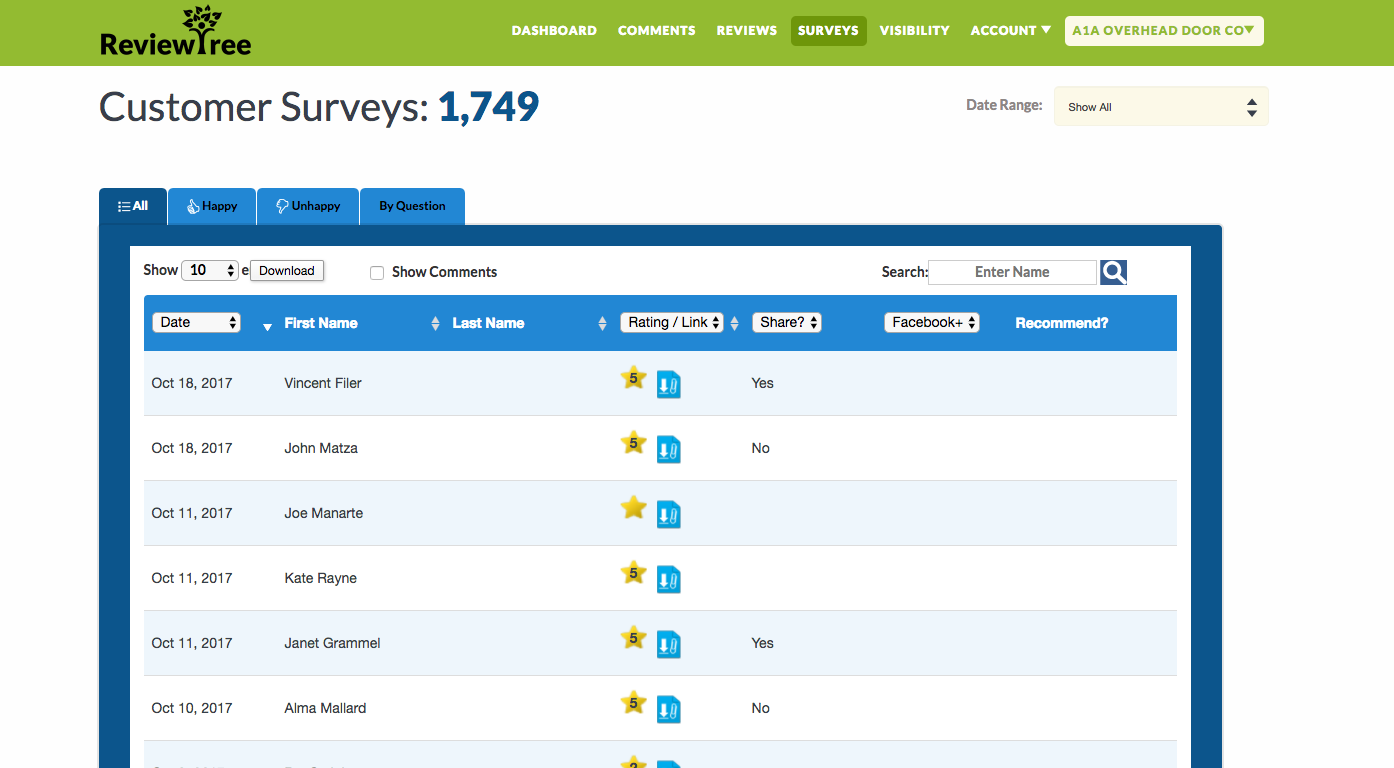 ReviewTree
DASHBOARD COMMENTS REVIEWS SURVEYS VISIBILITY ACCOUNT ▼ A1A OVERHEAD DOOR CO▼
Customer Surveys: 1,749
Date Range: Show All
All Happy Unhappy By Question
Show 10 e Download Show Comments Search: Enter Name
Date First Name Last Name Rating / Link Share? Facebook+ Recommend?
Oct 18, 2017 Vincent Filer 5 Yes
Oct 18, 2017 John Matza 5 No
Oct 11, 2017 Joe Manarte
Oct 11, 2017 Kate Rayne 5
Oct 11, 2017 Janet Grammel 5 Yes
Oct 10, 2017 Alma Mallard 5 No